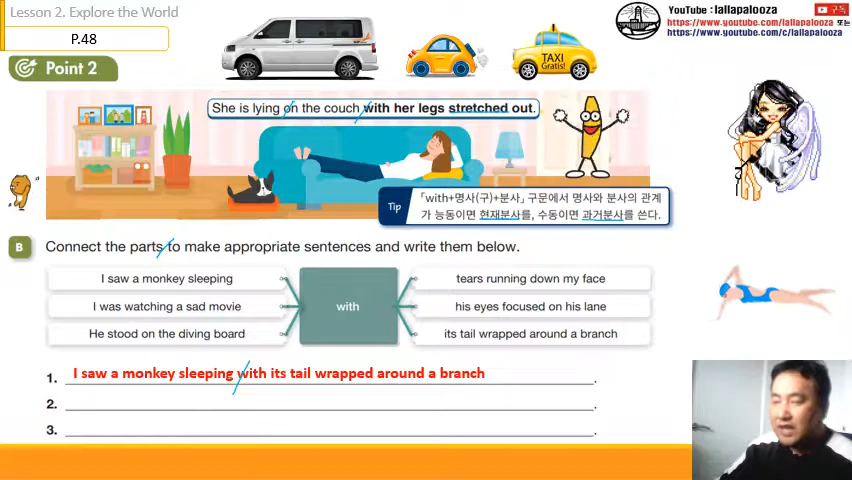 Lesson 2. Explore the World
P.48
YouTube : lallapalooza 구독
https://www.youtube.com/lallapalooza 또는
https://www.youtube.com/c/lallapalooza
TAXI
Gratis!
Point 2
She is lying on the couch with her legs stretched out.
Tip
「with+명사(구)+분사」 구문에서 명사와 분사의 관계
가 능동이면 현재분사를, 수동이면 과거분사를 쓴다.
B Connect the parts to make appropriate sentences and write them below.
I saw a monkey sleeping
I was watching a sad movie
He stood on the diving board
with
tears running down my face
his eyes focused on his lane
its tail wrapped around a branch
1. I saw a monkey sleeping with its tail wrapped around a branch.
2. .
3. .